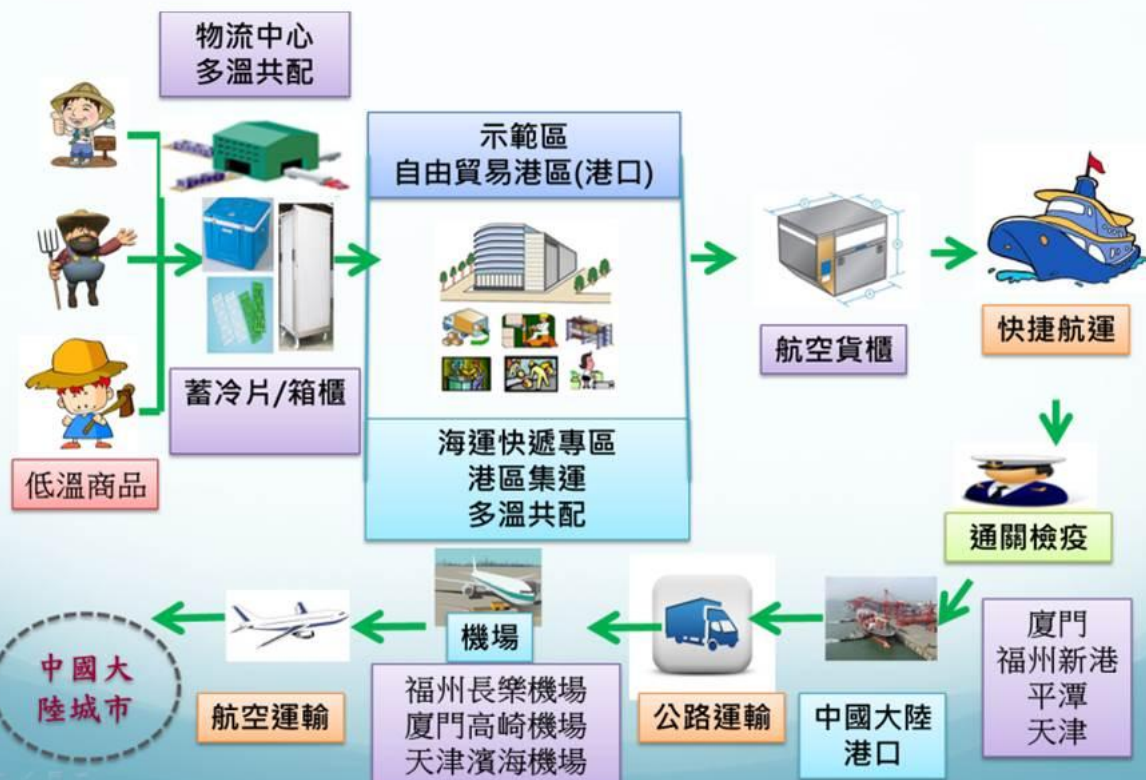 物流中心
多溫共配
示範區
自由貿易港區(港口)
航空貨櫃
快捷航運
蓄冷片/箱櫃
低溫商品
海運快遞專區
港區集運
多溫共配
通關檢疫
廈門
福州新港
平潭
天津
中國大陸
港口
公路運輸
機場
福州長樂機場
廈門高崎機場
天津濱海機場
航空運輸
中國大
陸城市